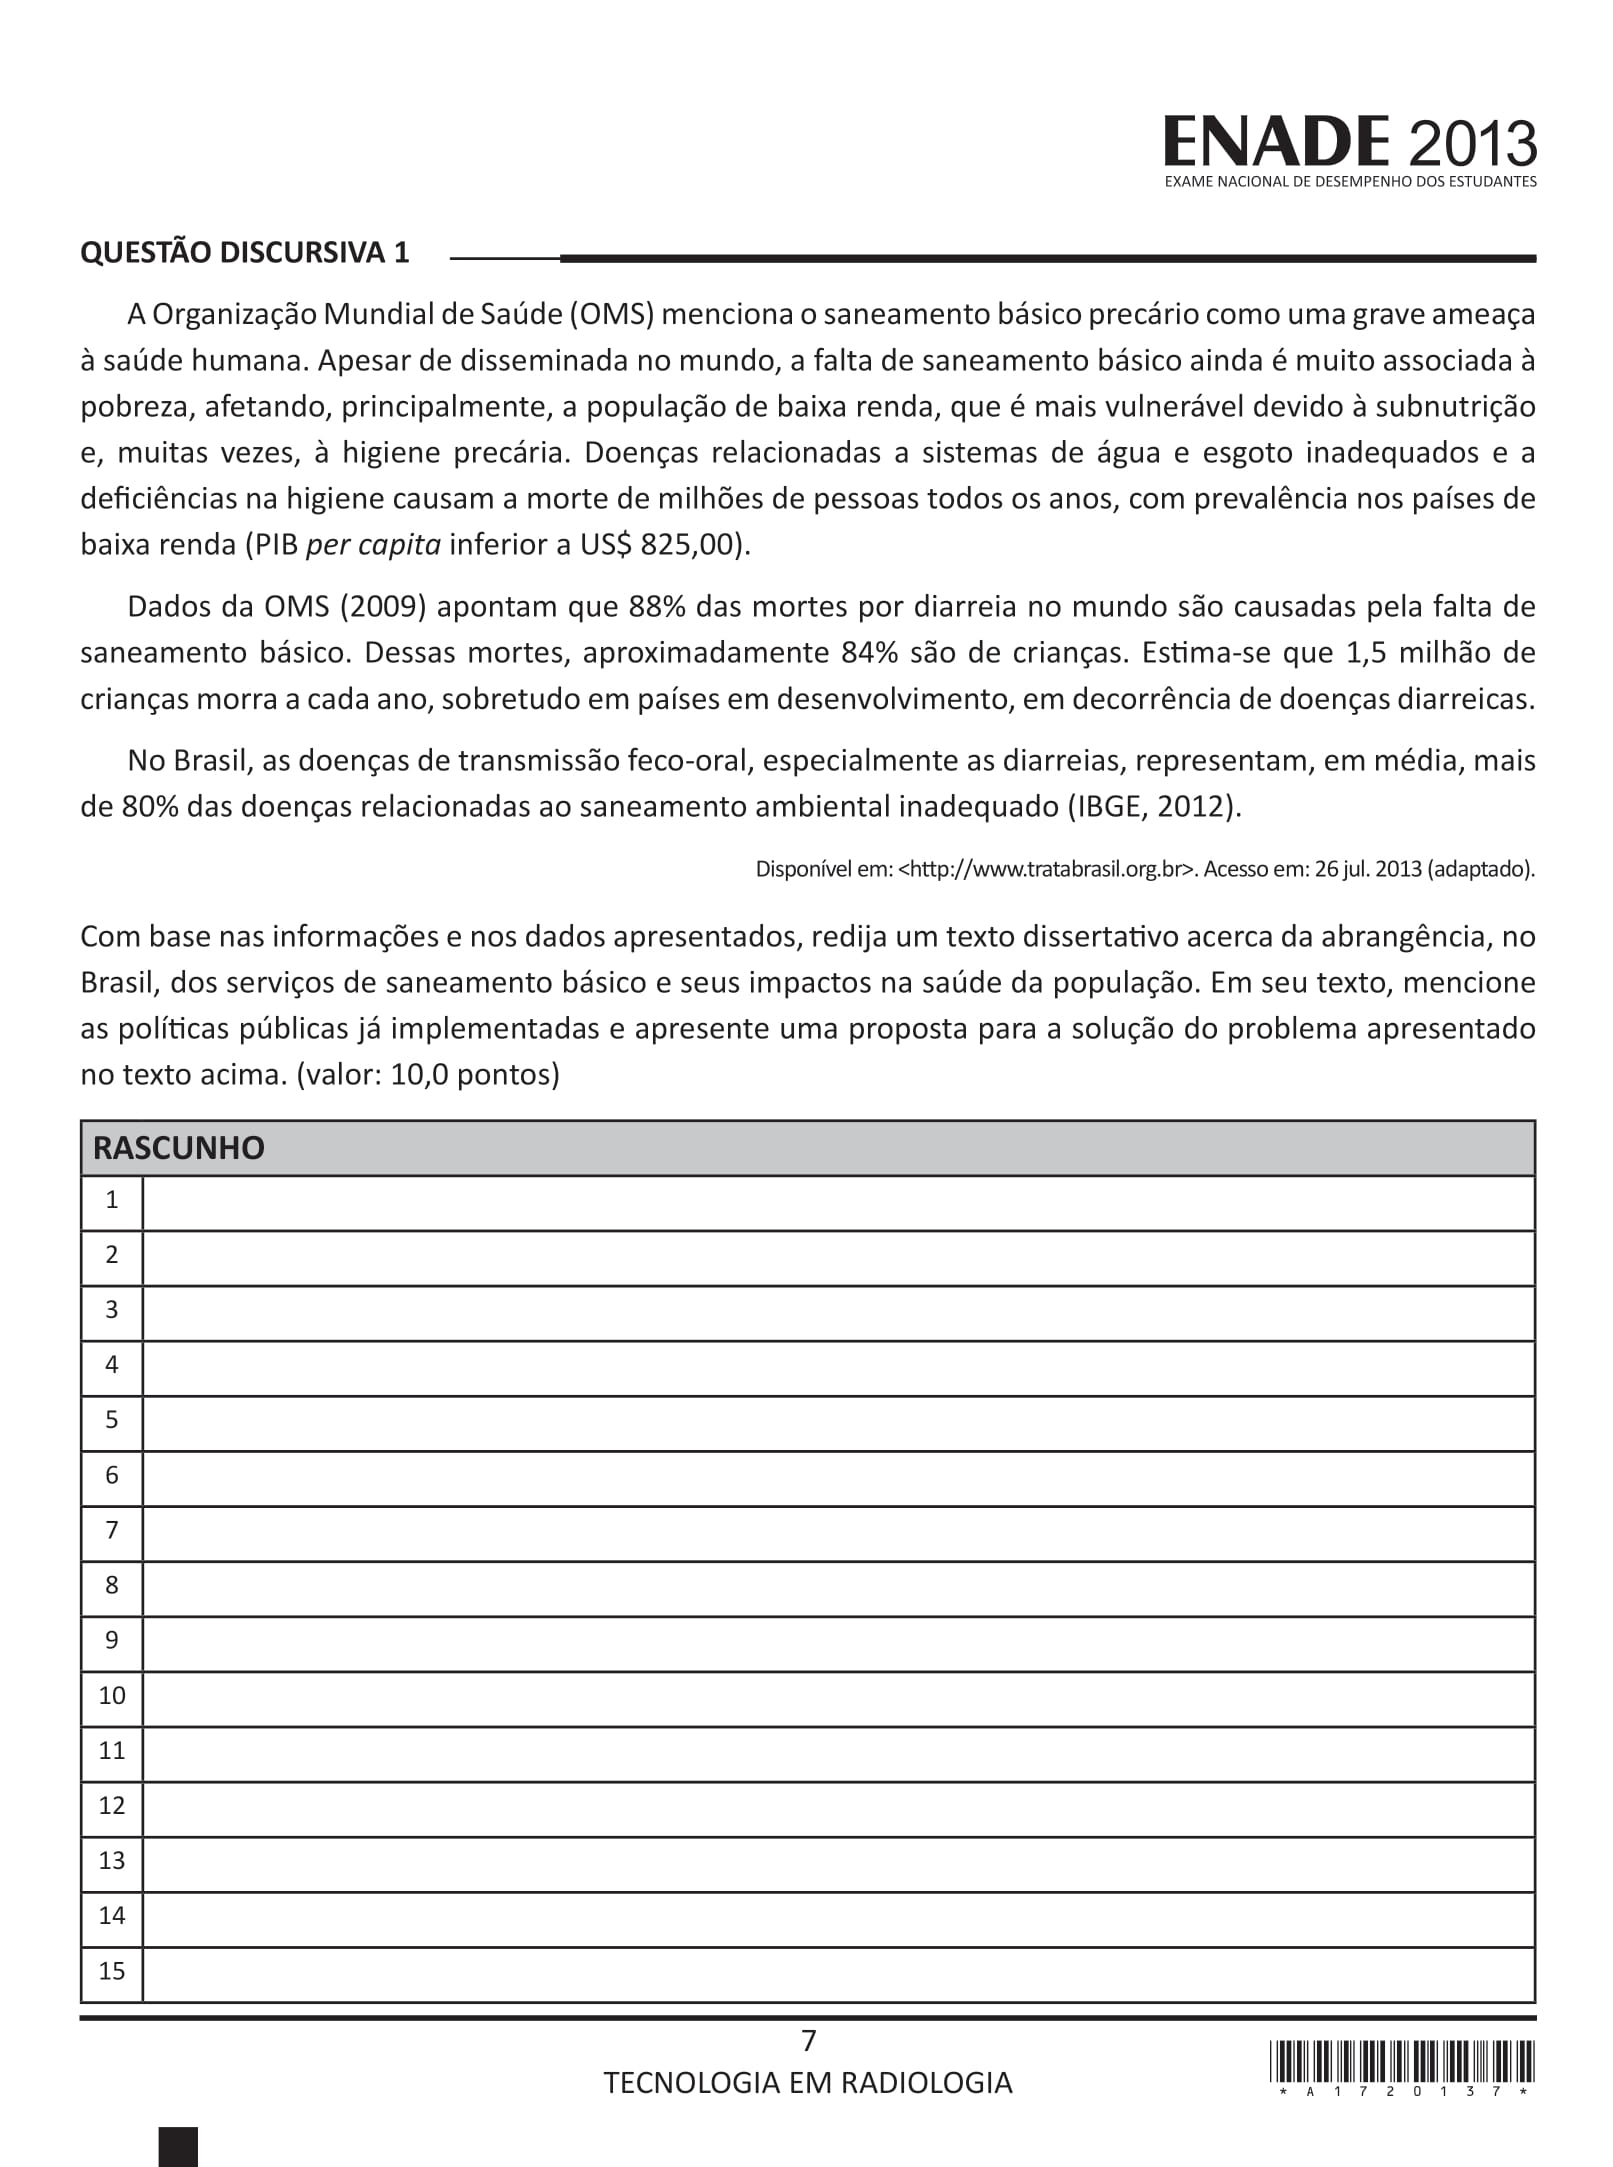 ENADE 2013
EXAME NACIONAL DE DESEMPENHO DOS ESTUDANTES
QUESTÃO DISCURSIVA 1
A Organização Mundial de Saúde (OMS) menciona o saneamento básico precário como uma grave ameaça
à saúde humana. Apesar de disseminada no mundo, a falta de saneamento básico ainda é muito associada à
pobreza, afetando, principalmente, a população de baixa renda, que é mais vulnerável devido à subnutrição
e, muitas vezes, à higiene precária. Doenças relacionadas a sistemas de água e esgoto inadequados e a
deficiências na higiene causam a morte de milhões de pessoas todos os anos, com prevalência nos países de
baixa renda (PIB per capita inferior a US$ 825,00).
Dados da OMS (2009) apontam que 88% das mortes por diarreia no mundo são causadas pela falta de
saneamento básico. Dessas mortes, aproximadamente 84% são de crianças. Estima-se que 1,5 milhão de
crianças morra a cada ano, sobretudo em países em desenvolvimento, em decorrência de doenças diarreicas.
No Brasil, as doenças de transmissão feco-oral, especialmente as diarreias, representam, em média, mais
de 80% das doenças relacionadas ao saneamento ambiental inadequado (IBGE, 2012).
Disponível em: <http://www.tratabrasil.org.br>. Acesso em: 26 jul. 2013 (adaptado).
Com base nas informações e nos dados apresentados, redija um texto dissertativo acerca da abrangência, no
Brasil, dos serviços de saneamento básico e seus impactos na saúde da população. Em seu texto, mencione
as políticas públicas já implementadas e apresente uma proposta para a solução do problema apresentado
no texto acima. (valor: 10,0 pontos)
RASCUNHO
1
2
3
4
5
6
7
8
9
10
11
12
13
14
15
7
TECNOLOGIA EM RADIOLOGIA
* A 1 7 2 0 1 3 7 *